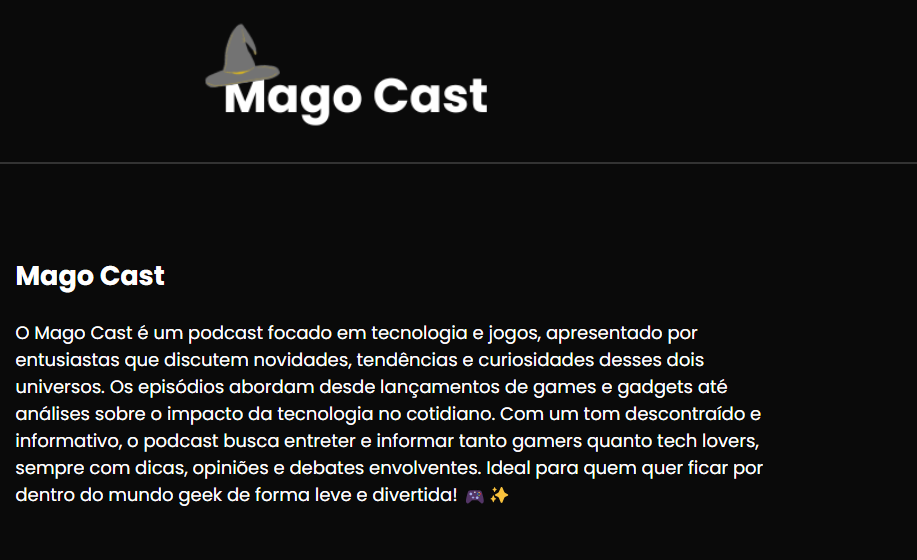 Mago Cast
Mago Cast
O Mago Cast é um podcast focado em tecnologia e jogos, apresentado por
entusiastas que discutem novidades, tendências e curiosidades desses dois
universos. Os episódios abordam desde lançamentos de games e gadgets até
análises sobre o impacto da tecnologia no cotidiano. Com um tom descontraído e
informativo, o podcast busca entreter e informar tanto gamers quanto tech lovers,
sempre com dicas, opiniões e debates envolventes. Ideal para quem quer ficar por
dentro do mundo geek de forma leve e divertida! 🎮 ✨